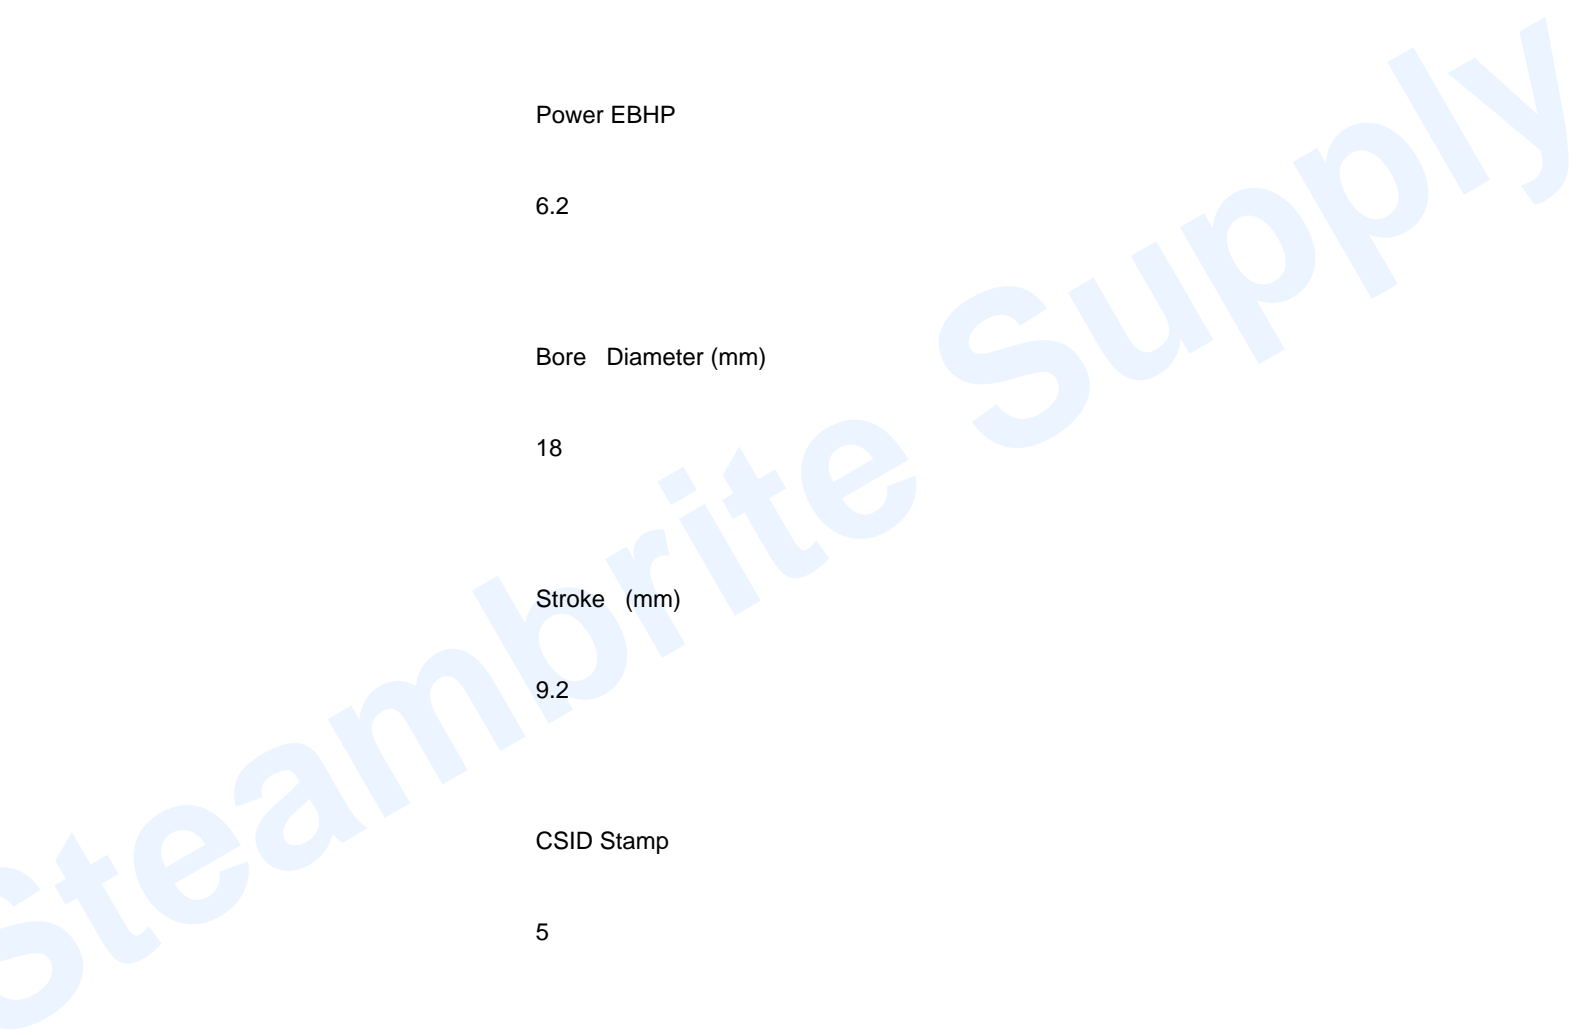 Power EBHP
6.2
Bore   Diameter (mm)
18
Stroke   (mm)
9.2
CSID Stamp
5
Steambrite Supply